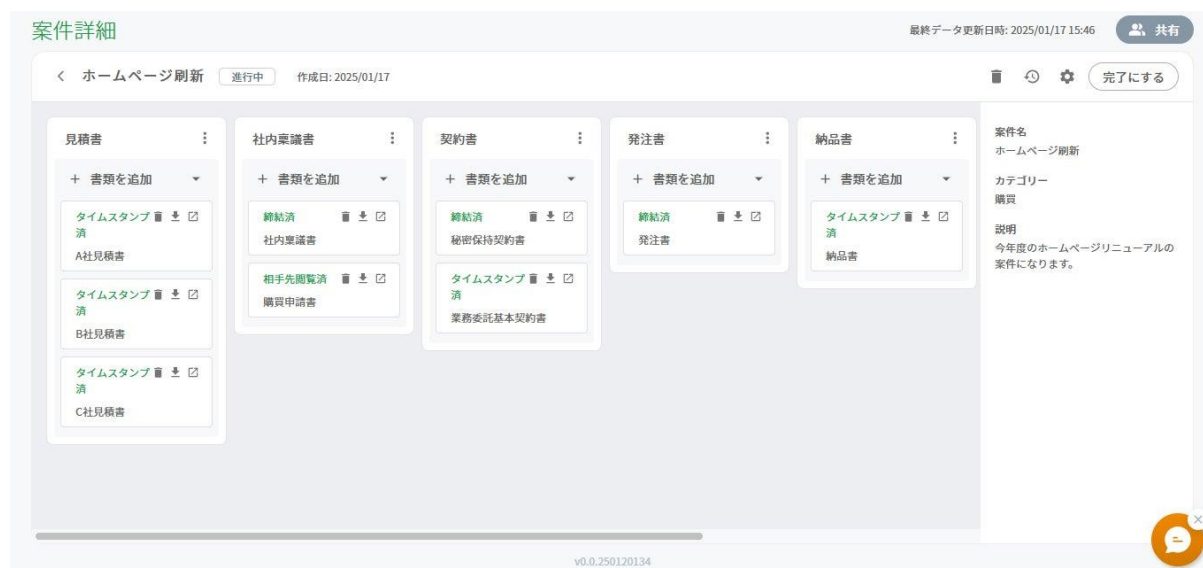 案件詳細
最終データ更新日時: 2025/01/17 15:46
共有
ホームページ刷新
進行中
作成日: 2025/01/17
完了にする
見積書
書類を追加
タイムスタンプ
済
A社見積書
タイムスタンプ
済
B社見積書
タイムスタンプ
済
C社見積書
社内稟議書
書類を追加
締結済
社内稟議書
相手先閲覧済
購買申請書
契約書
書類を追加
締結済
秘密保持契約書
タイムスタンプ
済
業務委託基本契約書
発注書
書類を追加
締結済
発注書
納品書
書類を追加
タイムスタンプ
済
納品書
案件名
ホームページ刷新
カテゴリー
購買
説明
今年度のホームページリニューアルの
案件になります。
v0.0.250120134